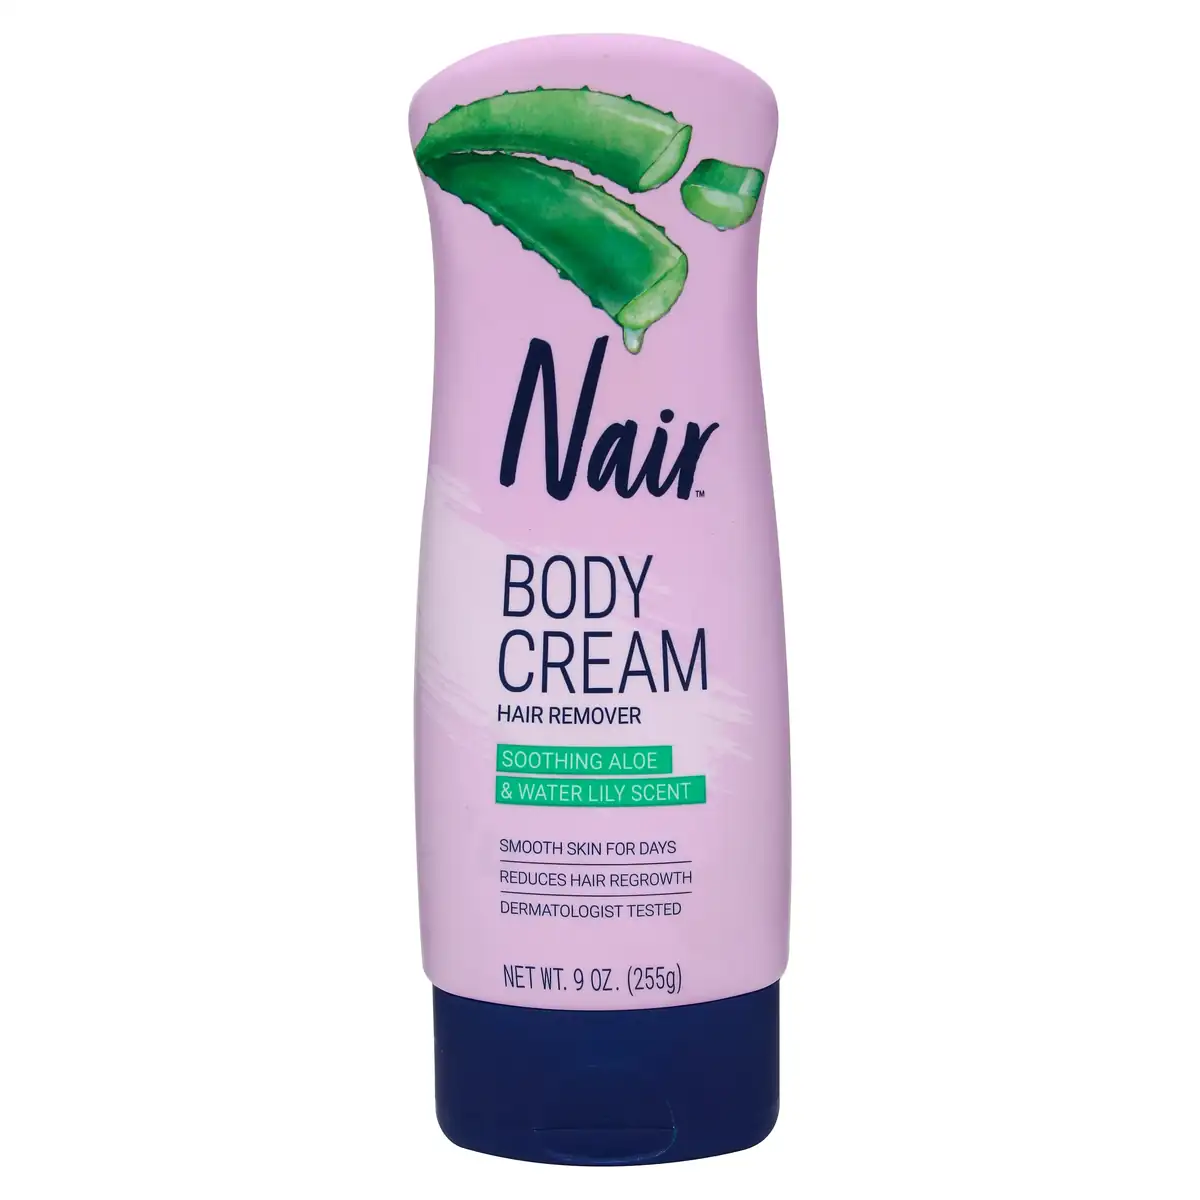 Nair™
BODY
CREAM
HAIR REMOVER
SOOTHING ALOE
& WATER LILY SCENT
SMOOTH SKIN FOR DAYS
REDUCES HAIR REGROWTH
DERMATOLOGIST TESTED
NET WT. 9 OZ. (255g)